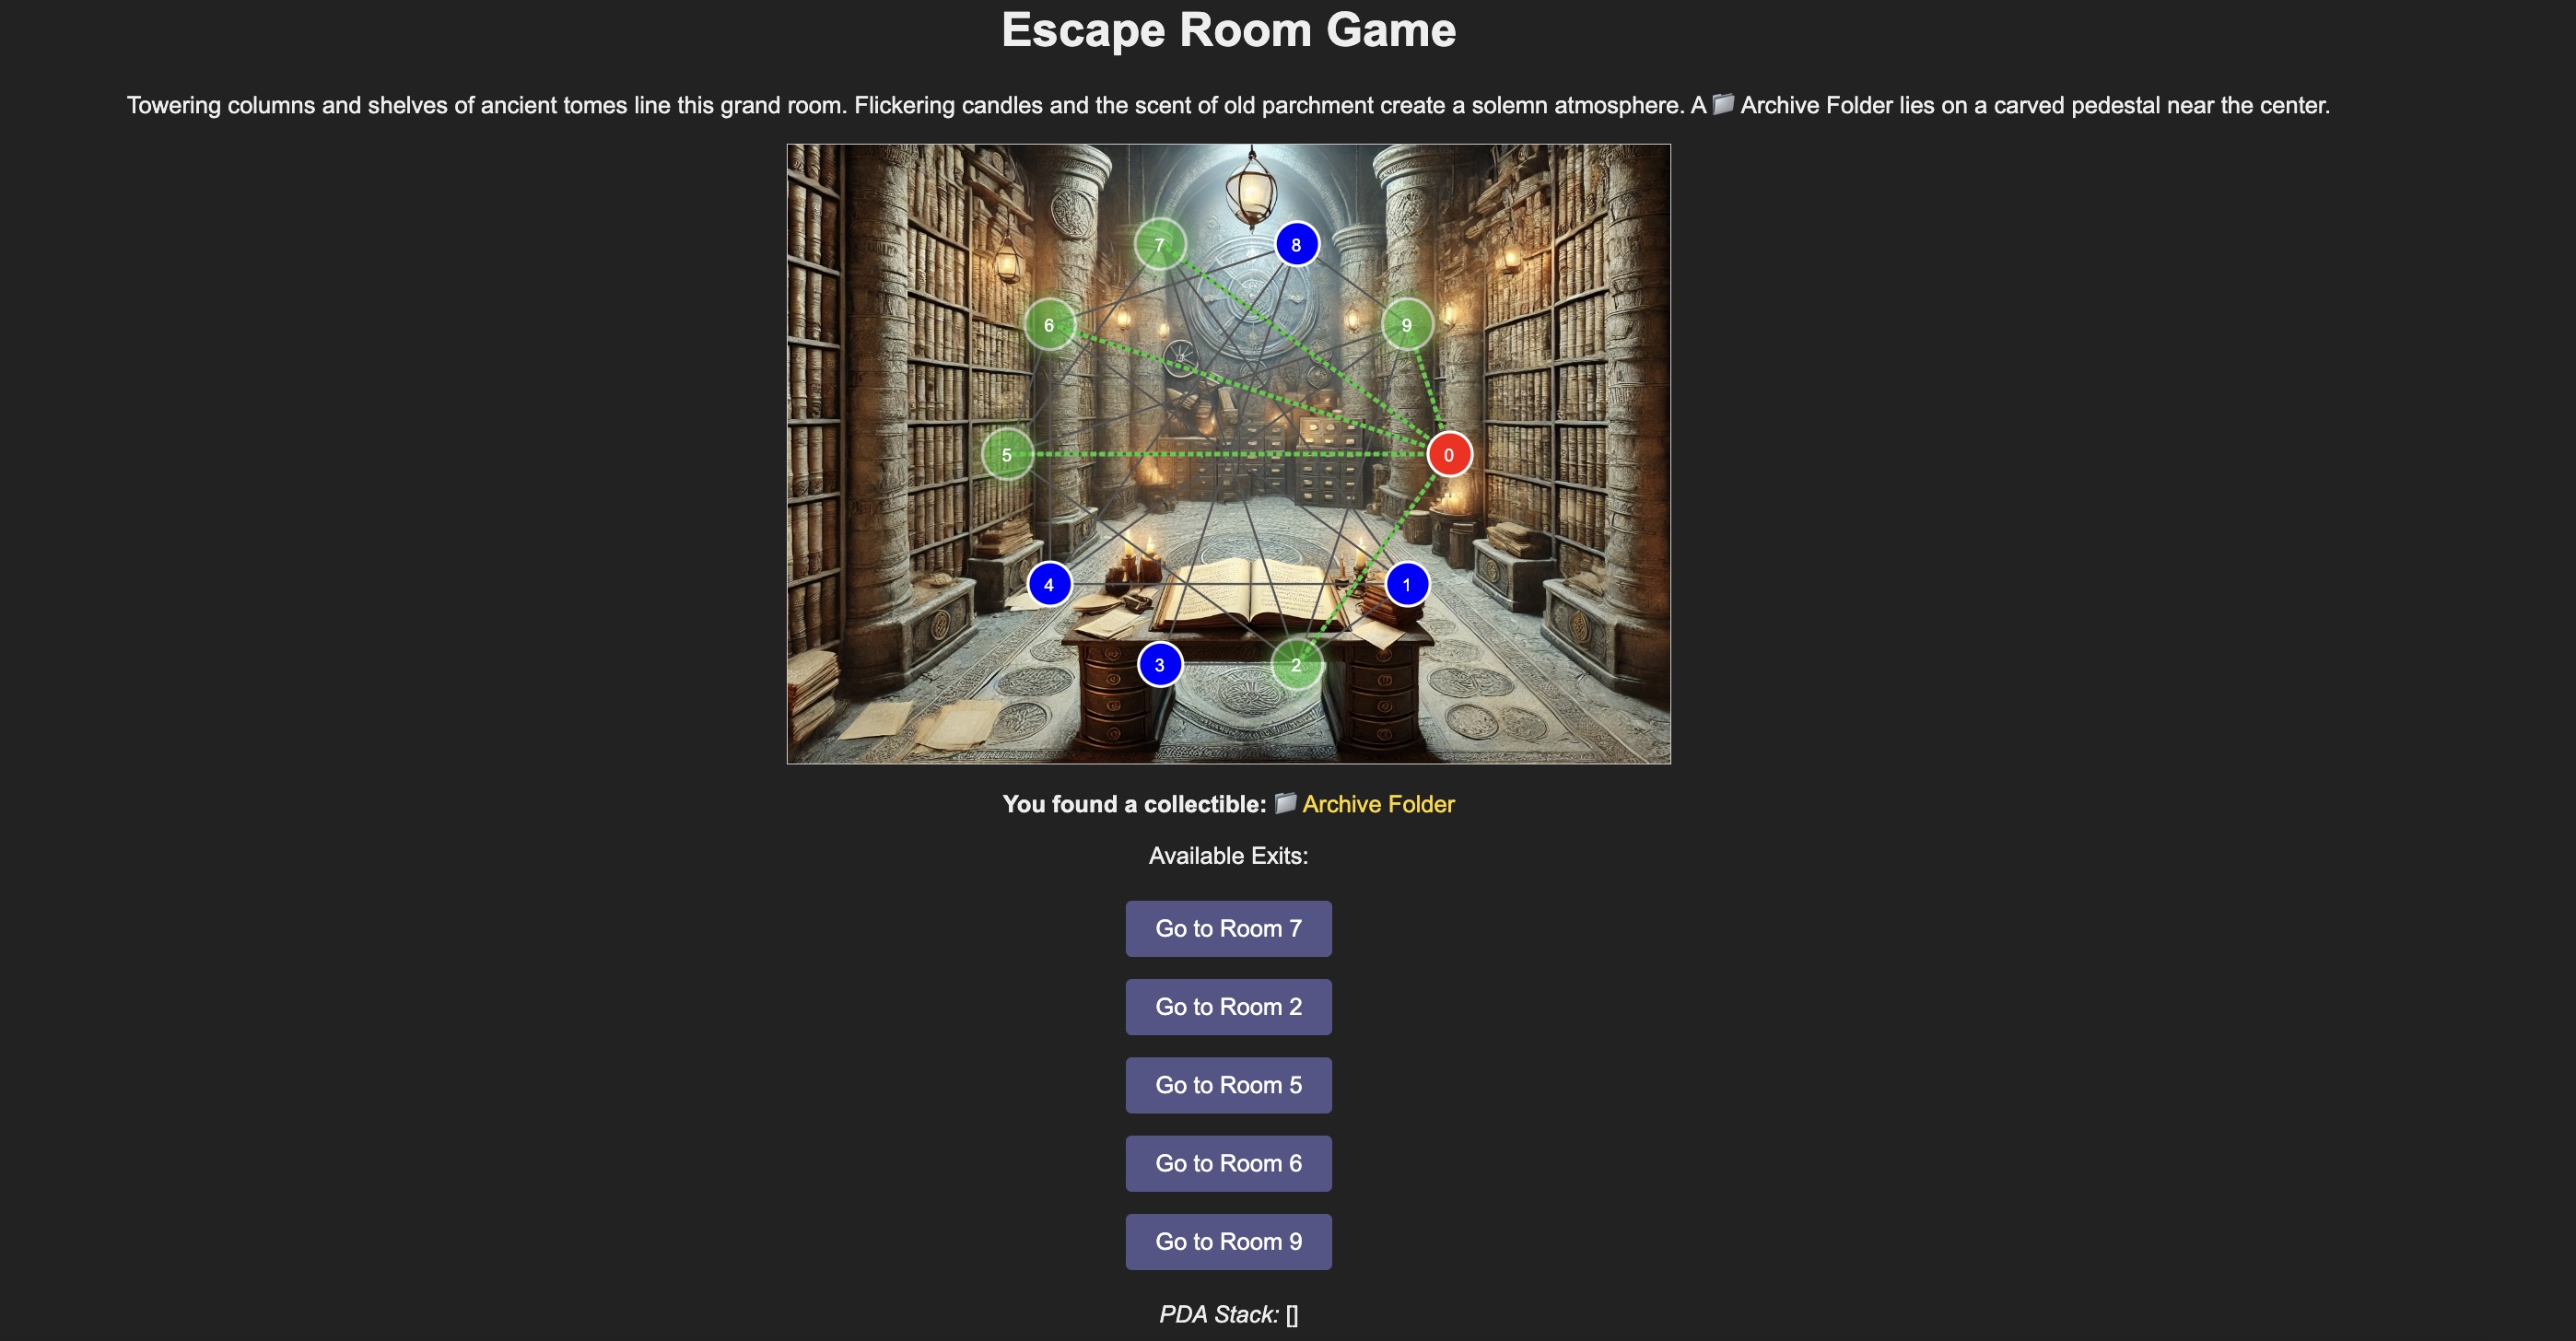 Escape Room Game
Towering columns and shelves of ancient tomes line this grand room. Flickering candles and the scent of old parchment create a solemn atmosphere. A 📁 Archive Folder lies on a carved pedestal near the center.
7
8
6
9
5
0
4
1
3
2
You found a collectible: 📁 Archive Folder
Available Exits:
Go to Room 7
Go to Room 2
Go to Room 5
Go to Room 6
Go to Room 9
PDA Stack: []